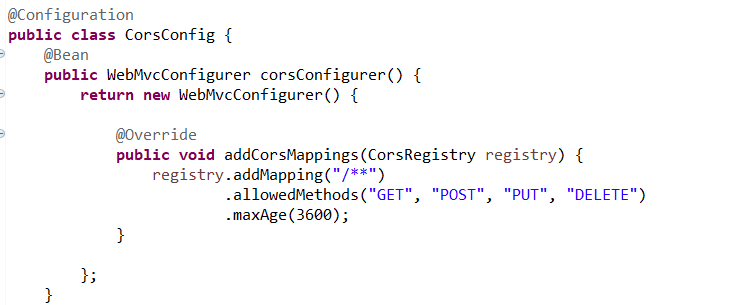 @Configuration
public class CorsConfig {
    @Bean
    public WebMvcConfigurer corsConfigurer() {
        return new WebMvcConfigurer() {
            @Override
            public void addCorsMappings(CorsRegistry registry) {
                registry.addMapping("/**")
                        .allowedMethods("GET", "POST", "PUT", "DELETE")
                        .maxAge(3600);
            }
        };
    }